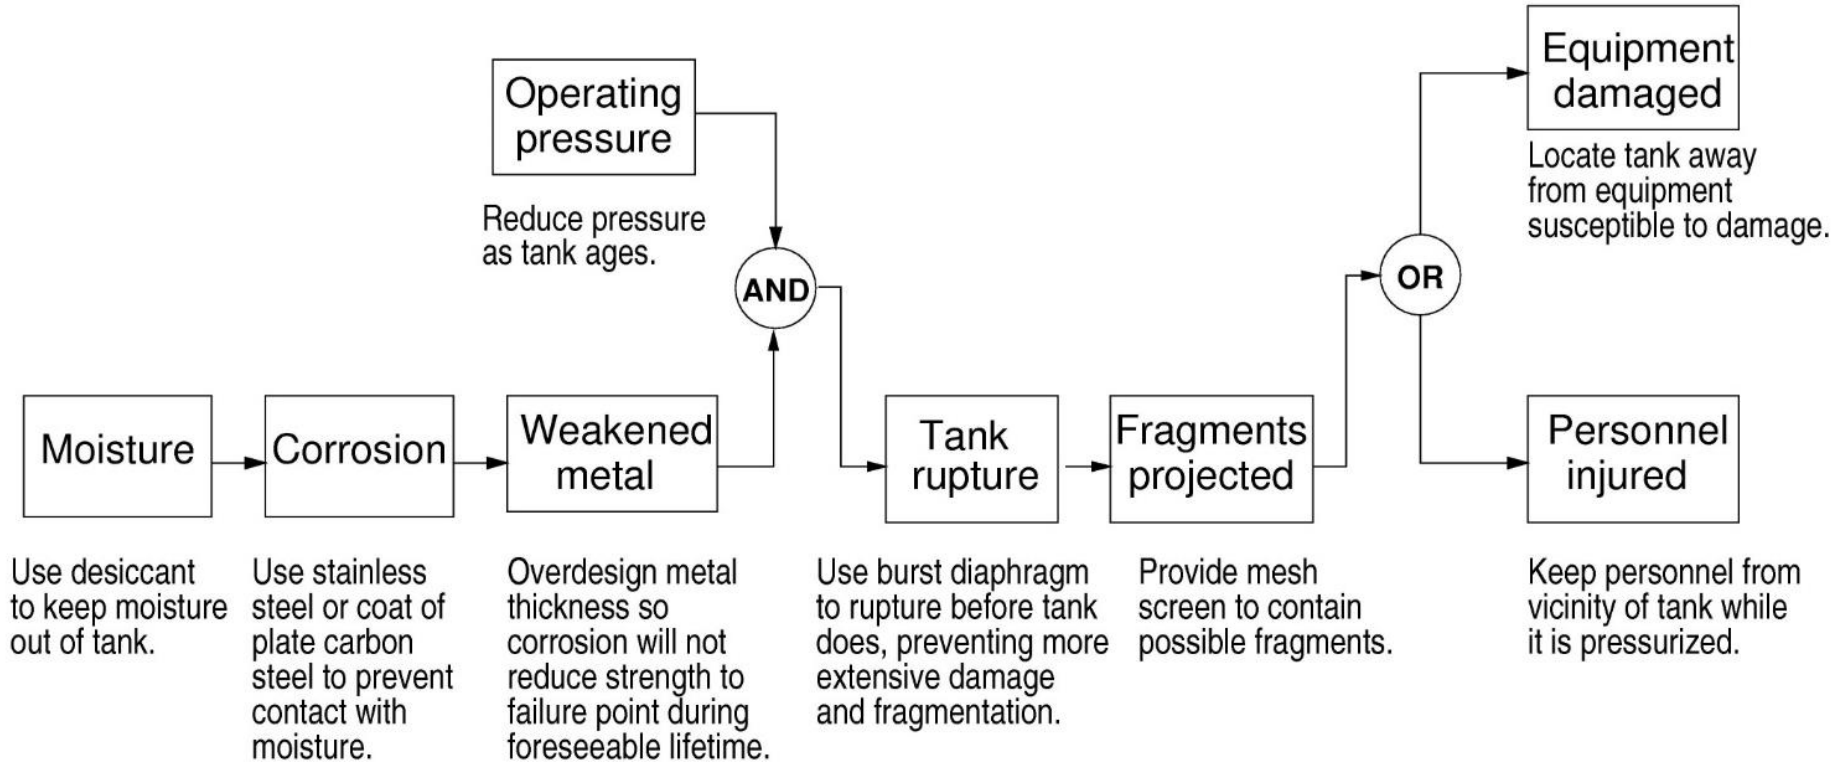 Equipment
damaged
Locate tank away
from equipment
susceptible to damage.
Operating
pressure
Reduce pressure
as tank ages.
AND
OR
Moisture
Corrosion
Weakened
metal
Tank
rupture
Fragments
projected
Personnel
injured
Use desiccant
to keep moisture
out of tank.
Use stainless
steel or coat of
plate carbon
steel to prevent
contact with
moisture.
Overdesign metal
thickness so
corrosion will not
reduce strength to
failure point during
foreseeable lifetime.
Use burst diaphragm
to rupture before tank
does, preventing more
extensive damage
and fragmentation.
Provide mesh
screen to contain
possible fragments.
Keep personnel from
vicinity of tank while
it is pressurized.